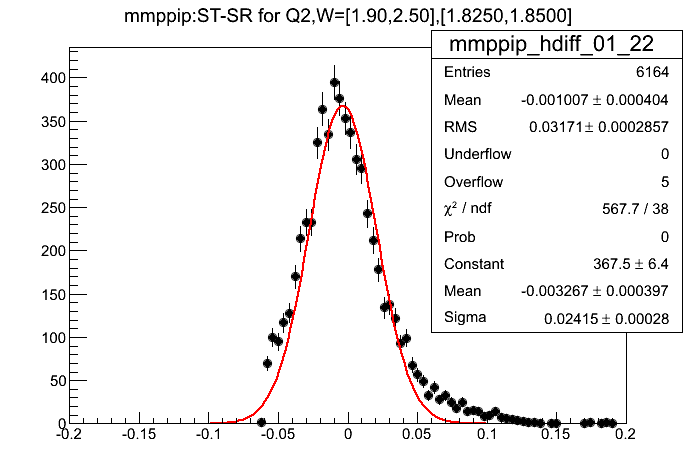 mmppip:ST-SR for Q2,W=[1.90,2.50],[1.8250,1.8500]
mmppip_hdiff_01_22
Entries 6164
Mean -0.001007 ± 0.000404
RMS 0.03171 ± 0.0002857
Underflow 0
Overflow 5
χ² / ndf 567.7 / 38
Prob 0
Constant 367.5 ± 6.4
Mean -0.003267 ± 0.000397
Sigma 0.02415 ± 0.00028
400
350
300
250
200
150
100
50
0
-0.2 -0.15 -0.1 -0.05 0 0.05 0.1 0.15 0.2